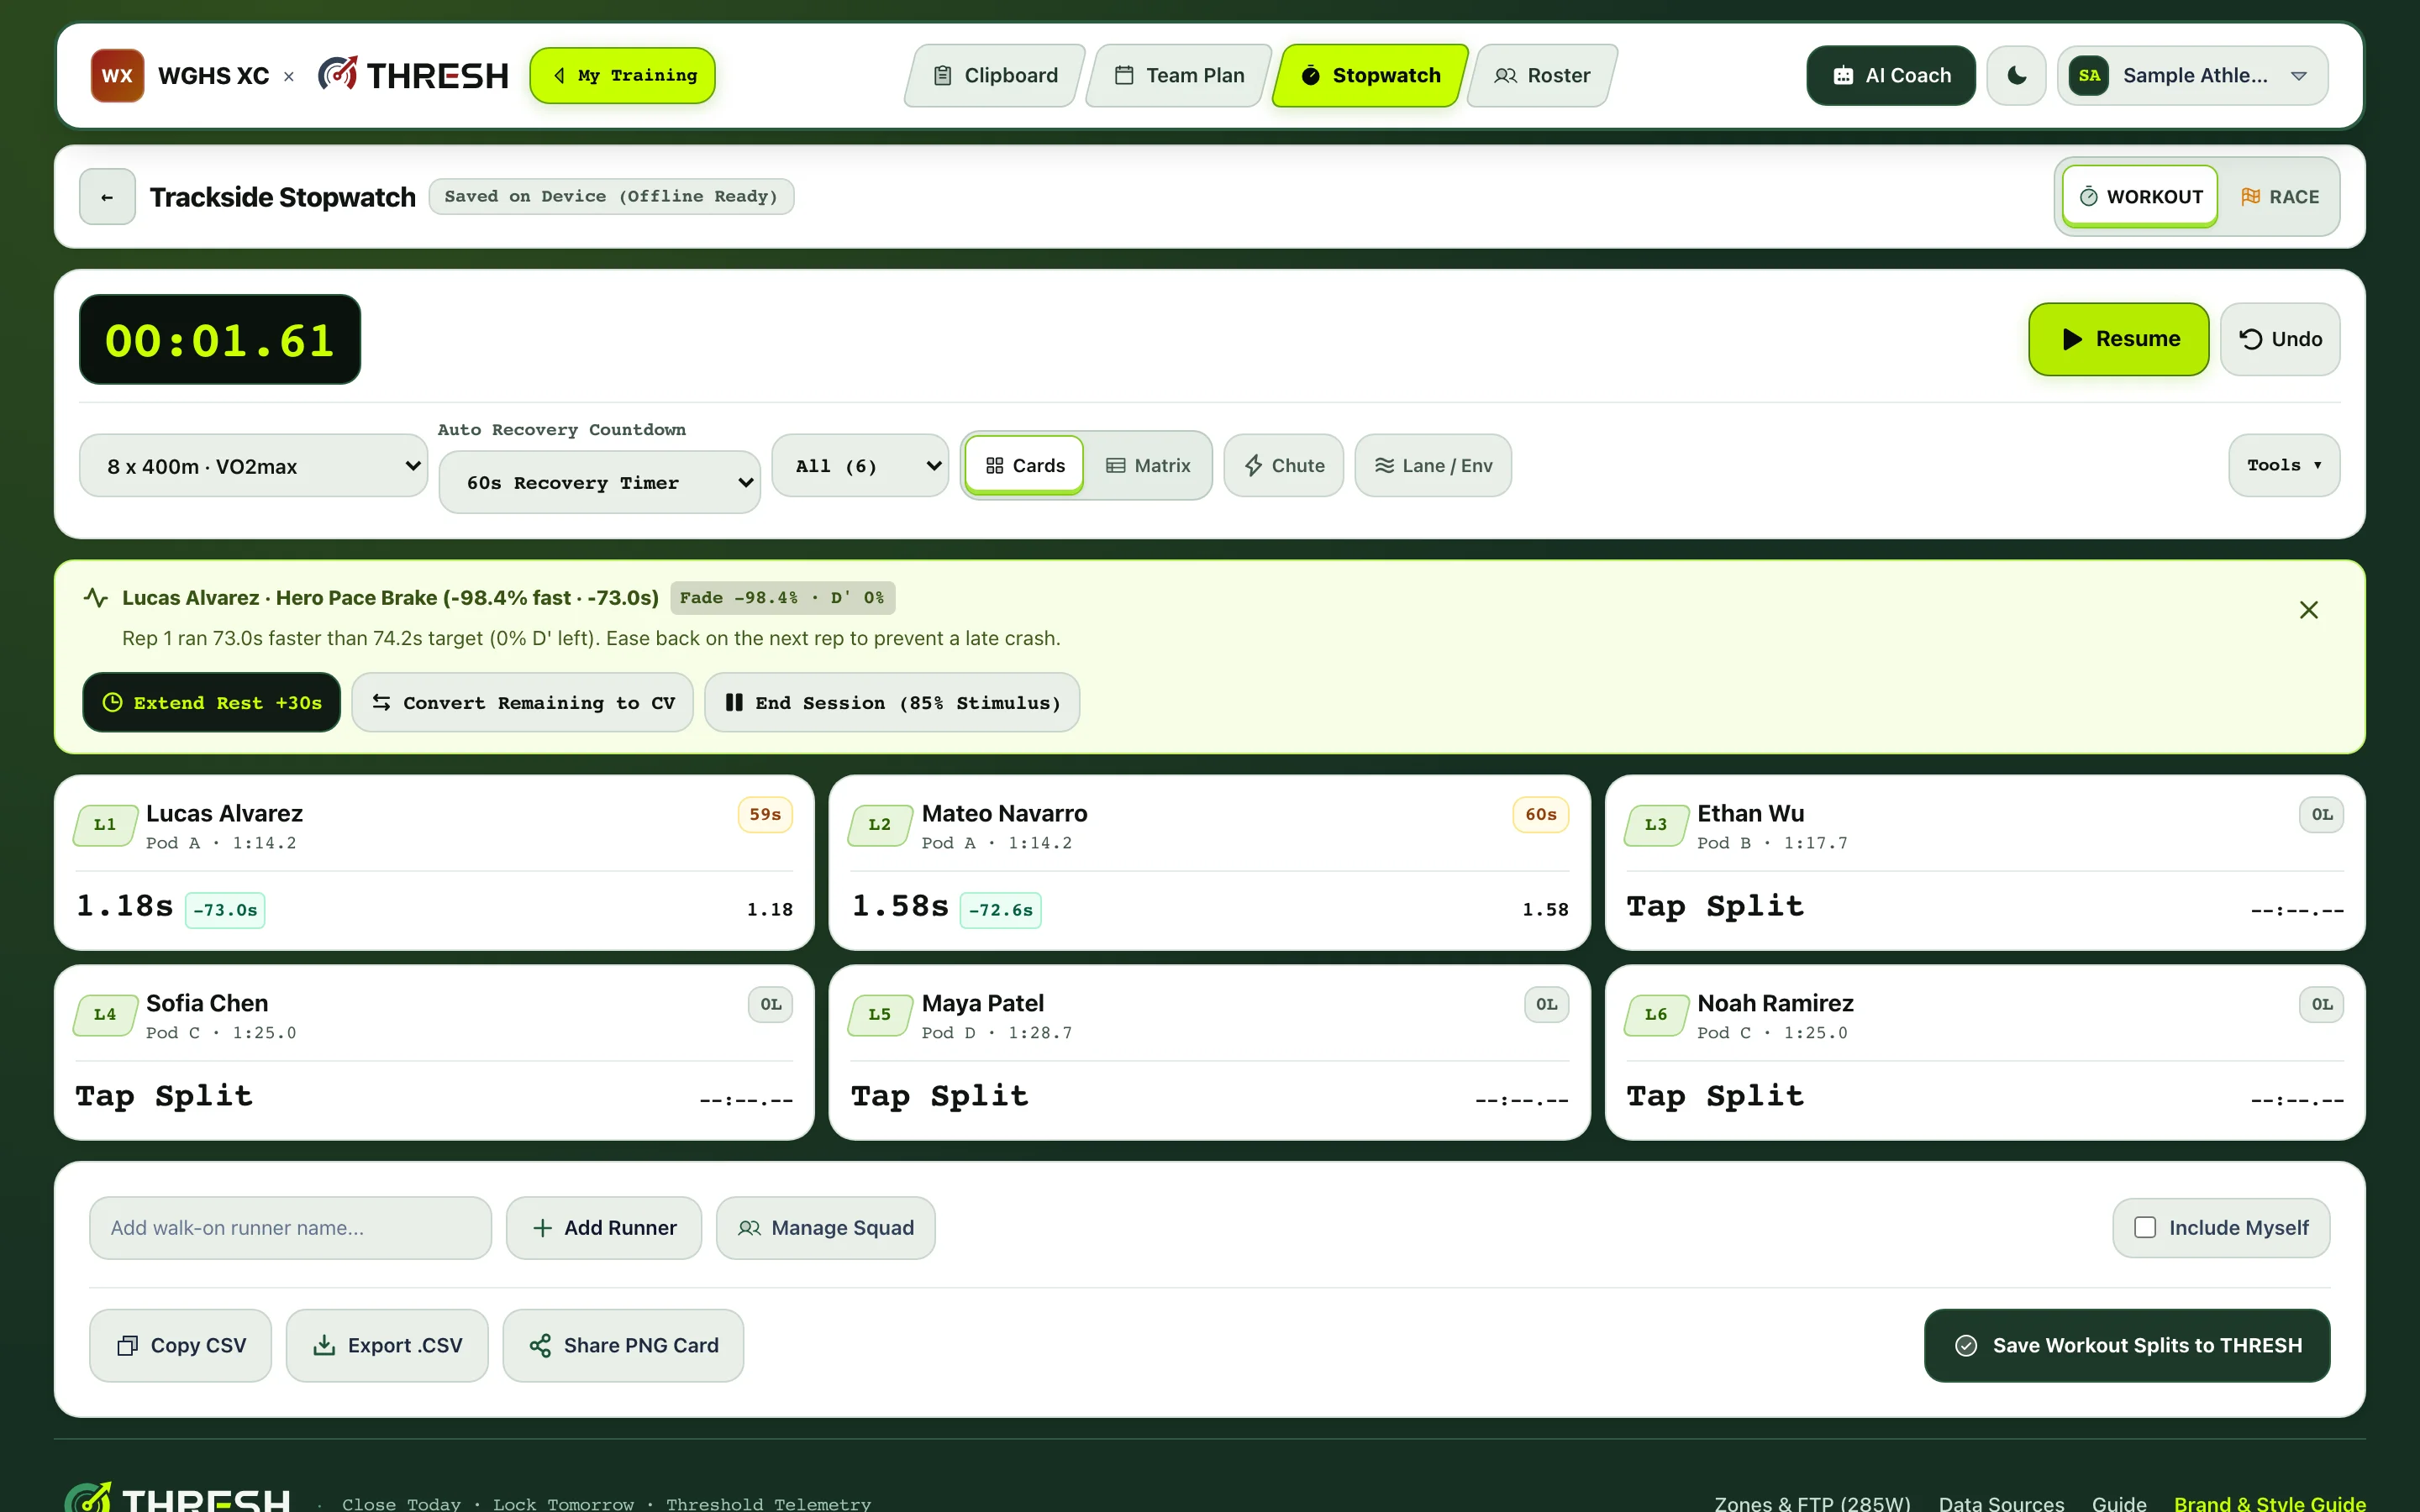 WX WGHS XC × THRESH My Training Clipboard Team Plan Stopwatch Roster AI Coach SA Sample Athle...
← Trackside Stopwatch Saved on Device (Offline Ready) WORKOUT RACE
00:01.61 Resume Undo
Auto Recovery Countdown
8 x 400m · VO2max 60s Recovery Timer All (6) Cards Matrix Chute Lane / Env Tools ▼
Lucas Alvarez · Hero Pace Brake (-98.4% fast · -73.0s) Fade -98.4% · D' 0%
Rep 1 ran 73.0s faster than 74.2s target (0% D' left). Ease back on the next rep to prevent a late crash.
Extend Rest +30s Convert Remaining to CV End Session (85% Stimulus)
L1 Lucas Alvarez 59s
Pod A · 1:14.2
1.18s -73.0s 1.18
L2 Mateo Navarro 60s
Pod A · 1:14.2
1.58s -72.6s 1.58
L3 Ethan Wu 0L
Pod B · 1:17.7
Tap Split --:--.--
L4 Sofia Chen 0L
Pod C · 1:25.0
Tap Split --:--.--
L5 Maya Patel 0L
Pod D · 1:28.7
Tap Split --:--.--
L6 Noah Ramirez 0L
Pod C · 1:25.0
Tap Split --:--.--
Add walk-on runner name... Add Runner Manage Squad Include Myself
Copy CSV Export .CSV Share PNG Card Save Workout Splits to THRESH
THRESH · Close Today · Lock Tomorrow · Threshold Telemetry Zones & FTP (285W) Data Sources Guide Brand & Style Guide